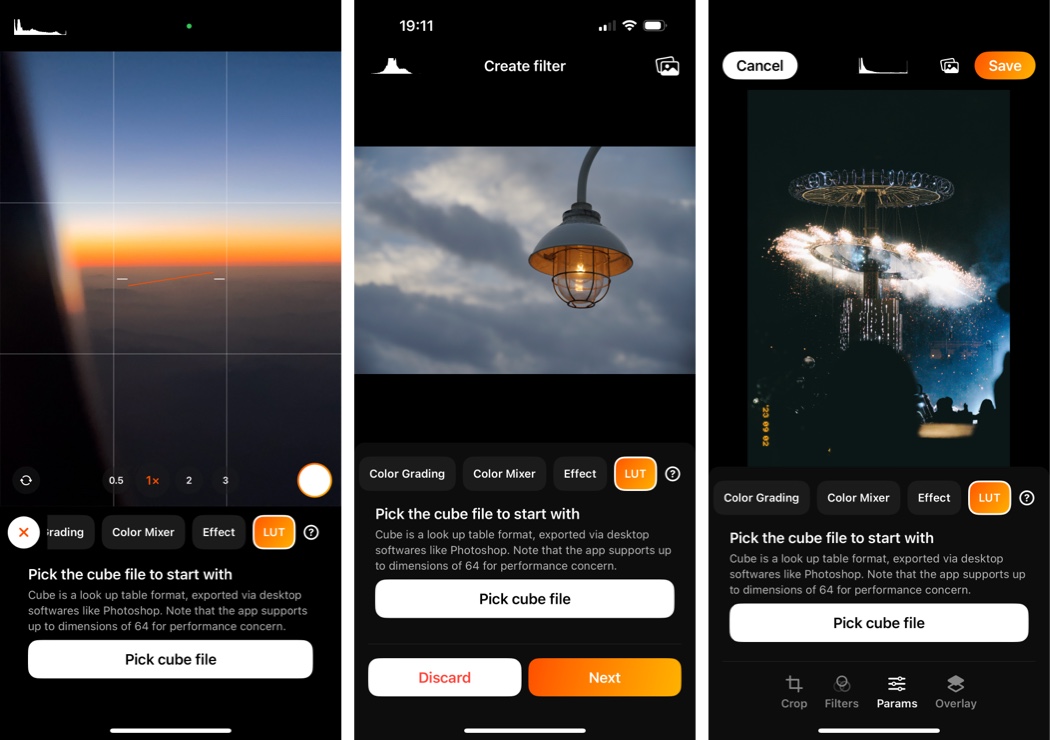 0.5 1× 2 3
Grading Color Mixer Effect LUT ?
Pick the cube file to start with
Cube is a look up table format, exported via desktop
softwares like Photoshop. Note that the app supports
up to dimensions of 64 for performance concern.
Pick cube file
19:11
Create filter
Color Grading Color Mixer Effect LUT ?
Pick the cube file to start with
Cube is a look up table format, exported via desktop
softwares like Photoshop. Note that the app supports up
to dimensions of 64 for performance concern.
Pick cube file
Discard Next
Cancel Save
'23 09 02
Color Grading Color Mixer Effect LUT ?
Pick the cube file to start with
Cube is a look up table format, exported via desktop
softwares like Photoshop. Note that the app supports up
to dimensions of 64 for performance concern.
Pick cube file
Crop Filters Params Overlay